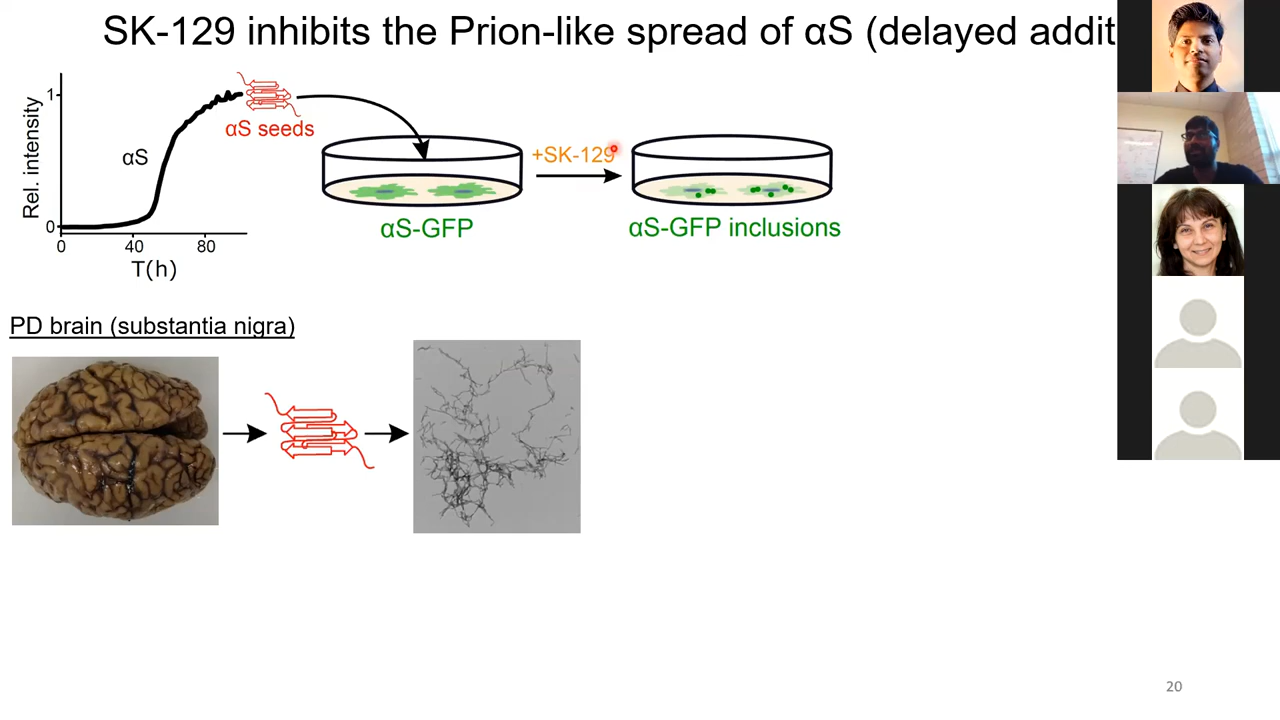 SK-129 inhibits the Prion-like spread of αS (delayed addit
Rel. intensity
1
0
αS
αS seeds
0
40
80
T(h)
+SK-129
αS-GFP
αS-GFP inclusions
PD brain (substantia nigra)
20